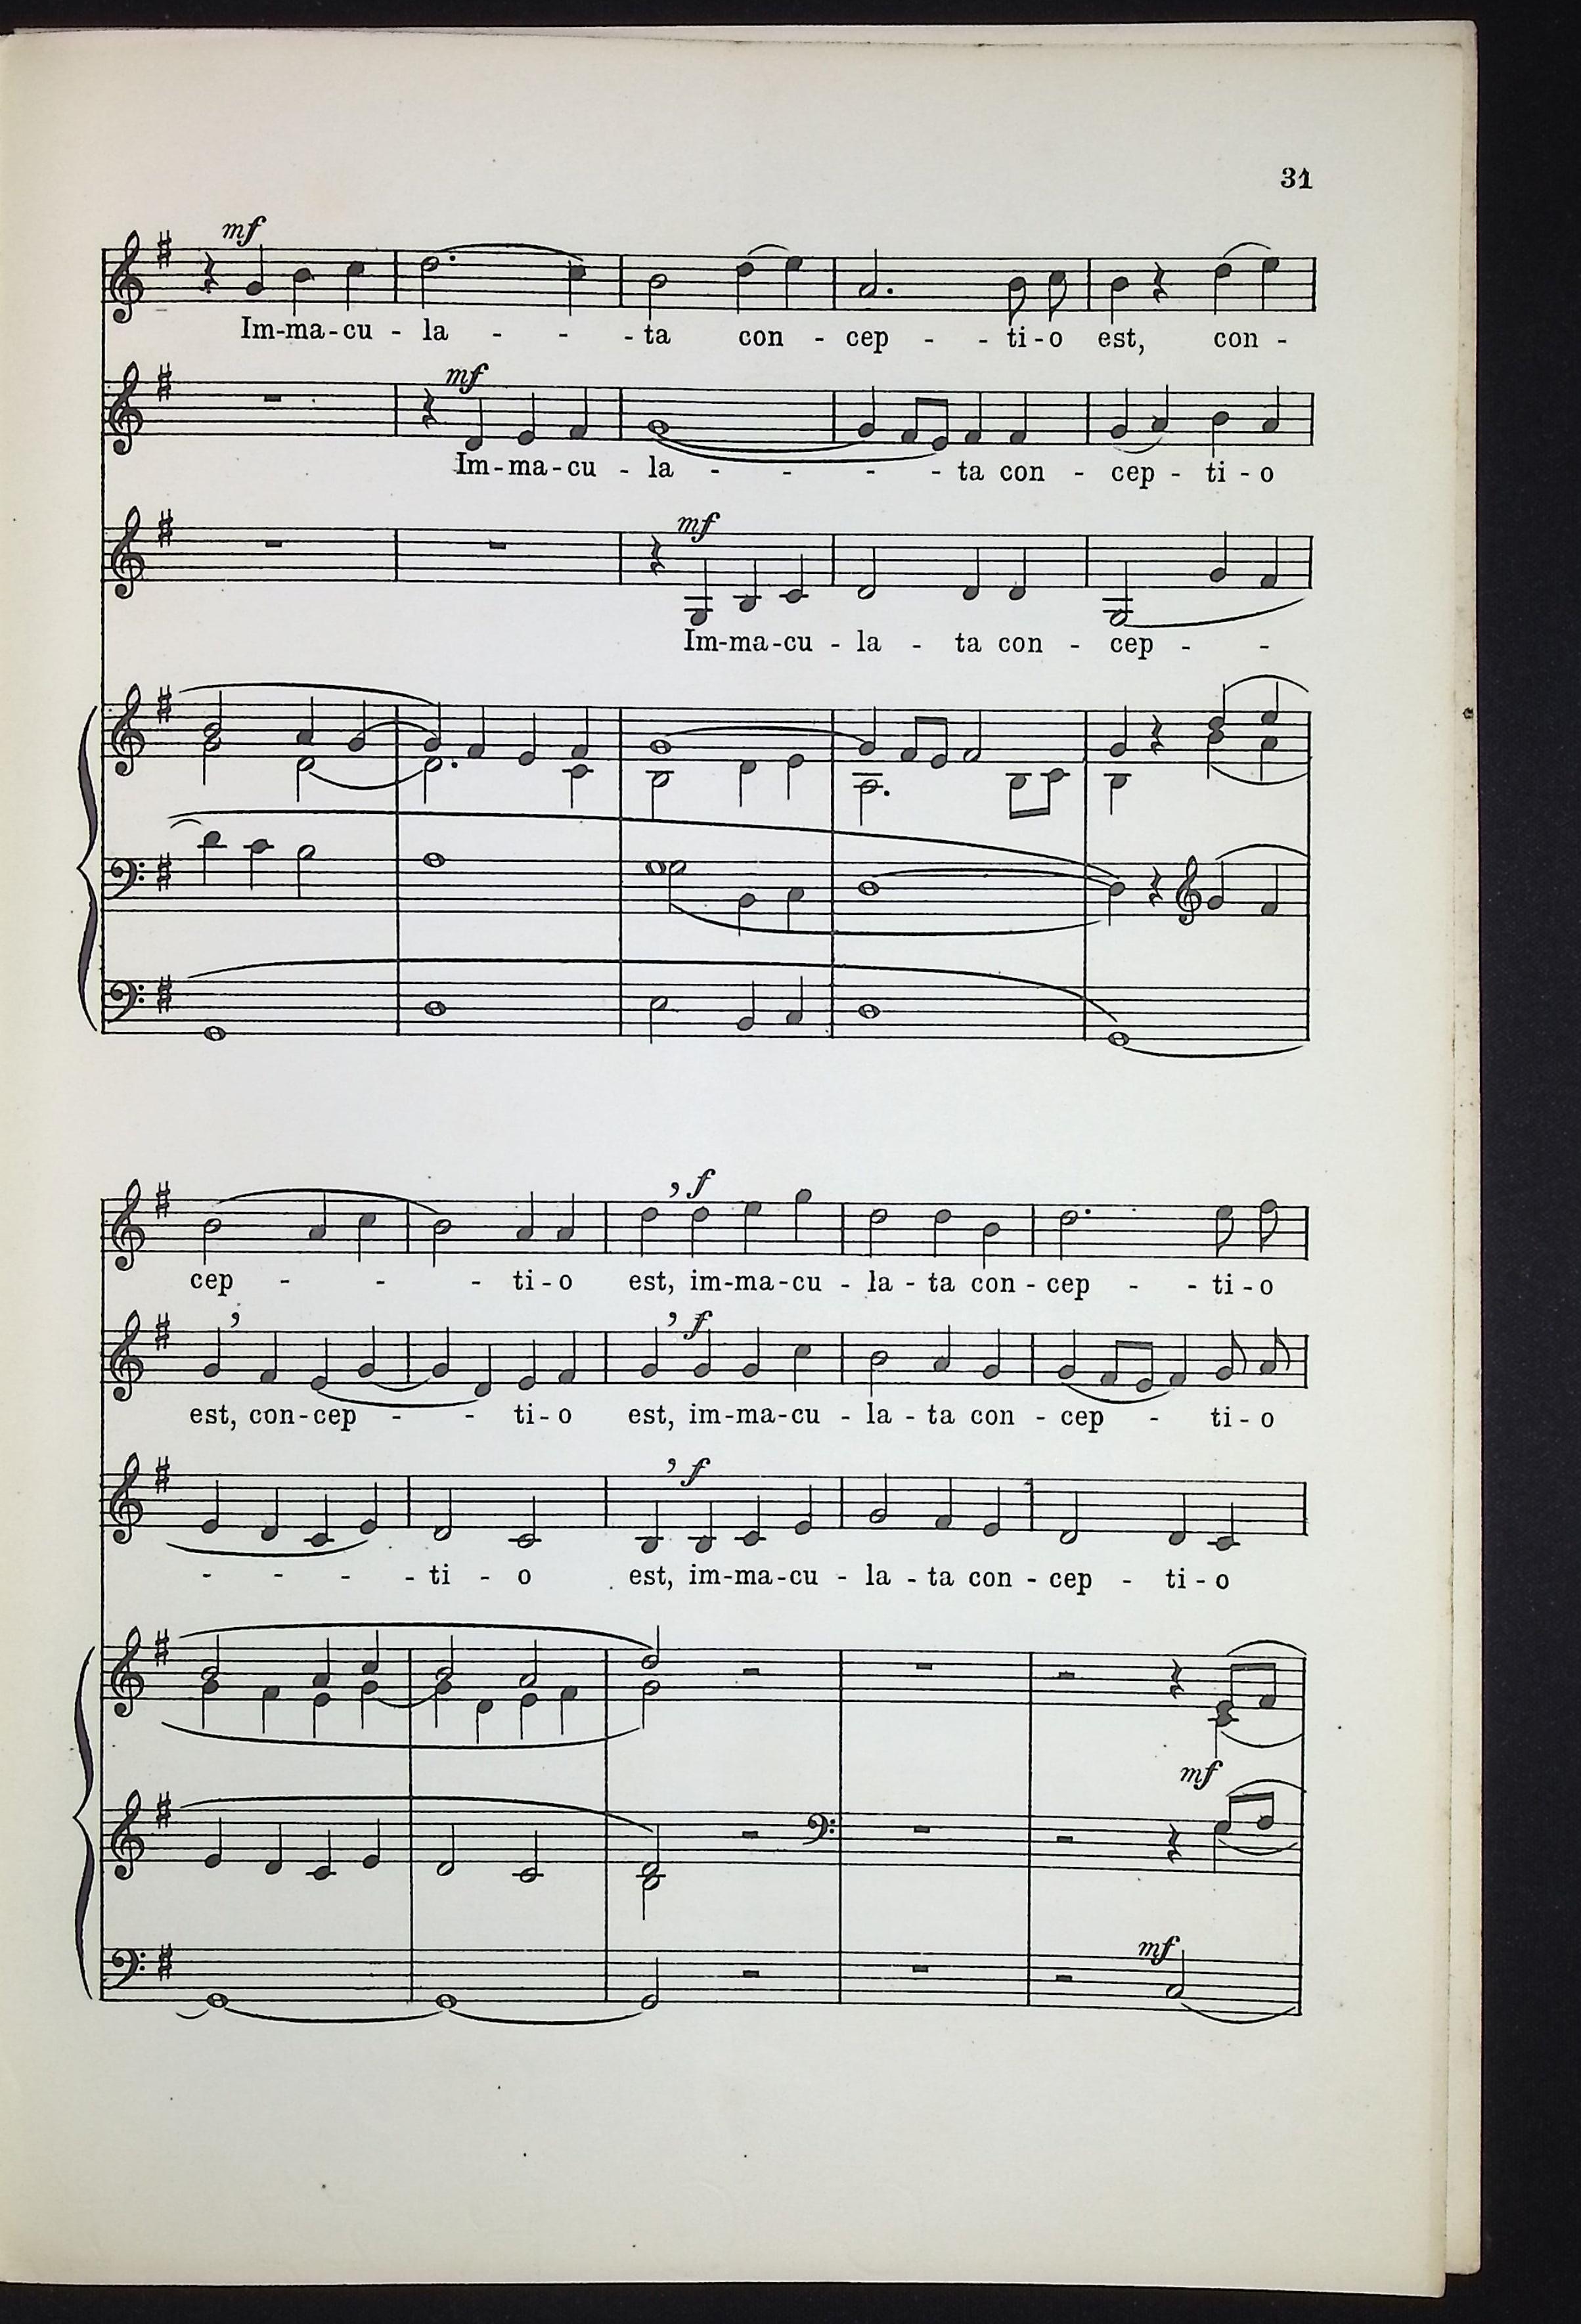 31
mf
Im-ma-cu - la - - - ta con - cep - - ti-o est, con -
mf
Im-ma-cu - la - - - - ta con - cep - ti - o
mf
Im-ma-cu - la - ta con - cep - -
cep - - - ti-o est, im-ma-cu - la - ta con - cep - - ti-o
, f
est, con-cep - - ti-o est, im-ma-cu - la - ta con - cep - ti - o
, , f
- - - - ti - o est, im-ma-cu - la - ta con - cep - ti - o
, f
mf
mf